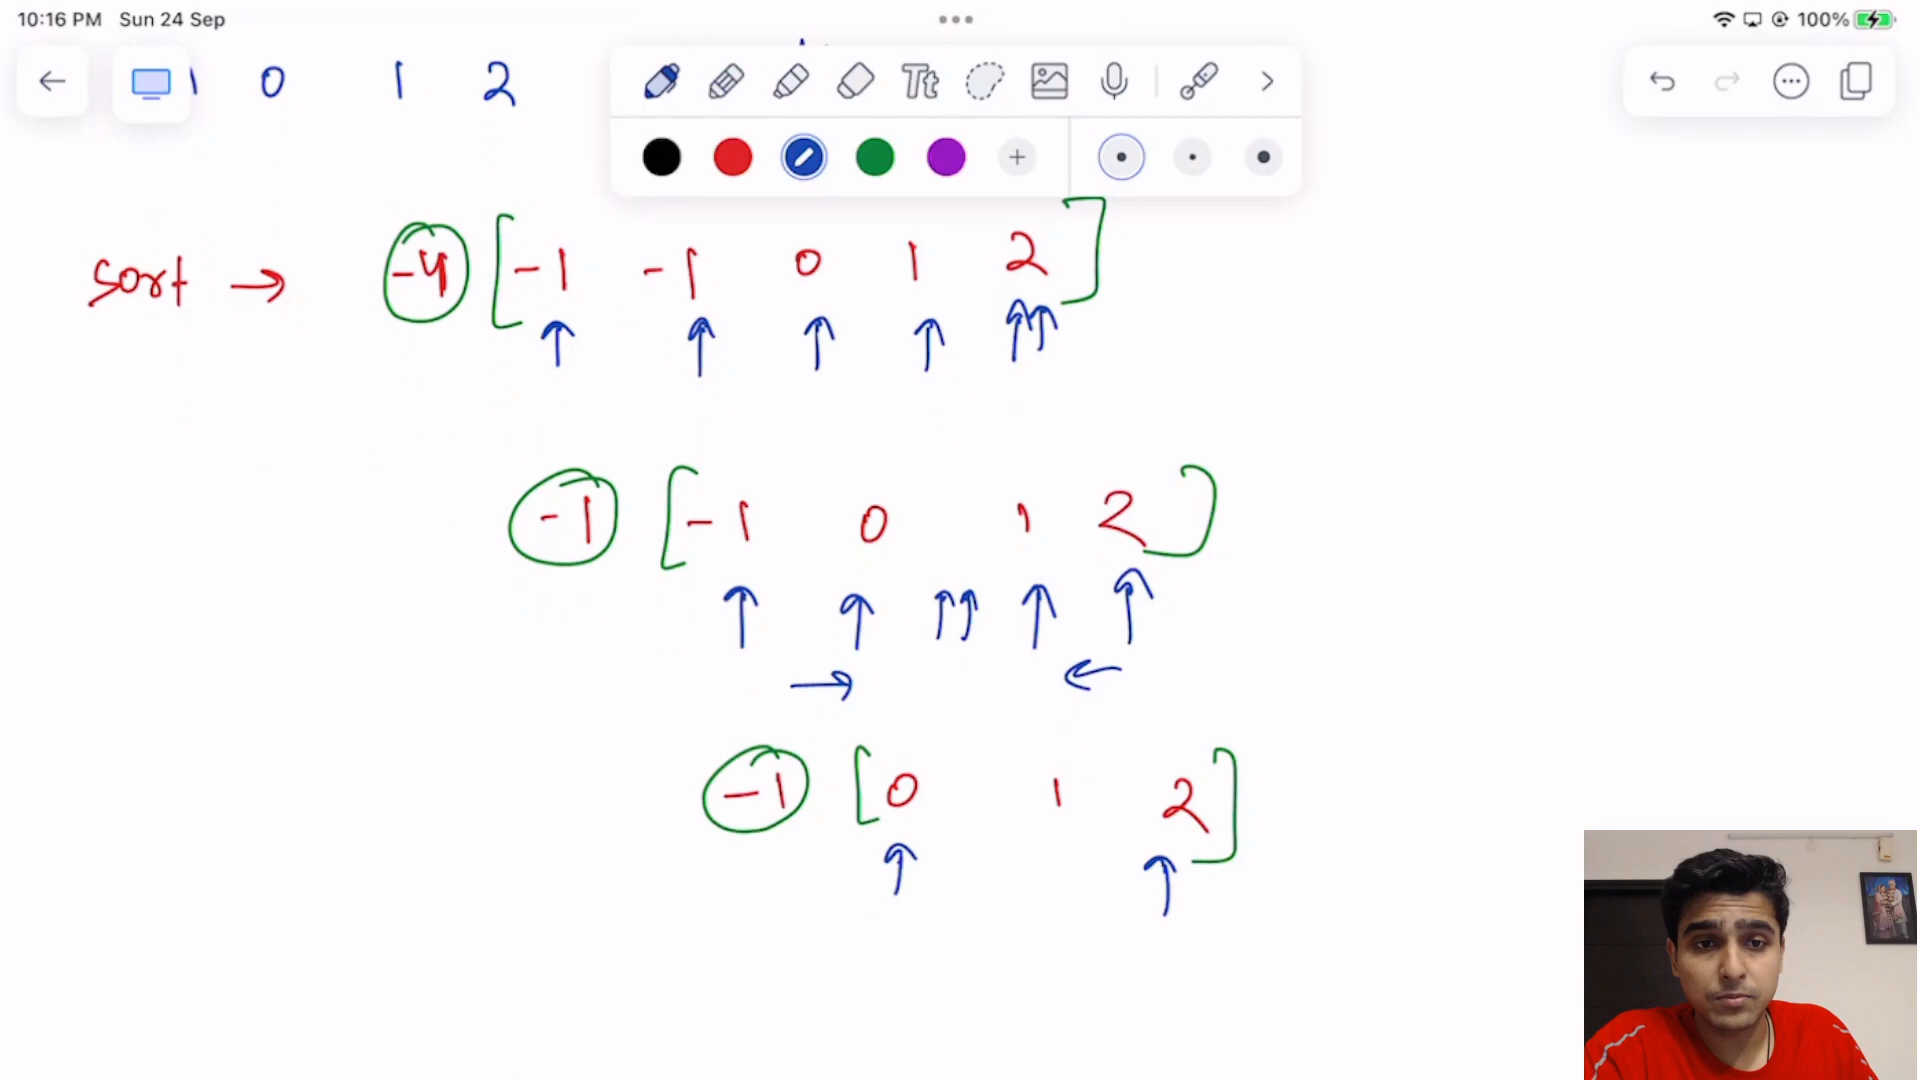 10:16 PM Sun 24 Sep 100%
1 0 1 2
Tt
sort → -4 [ -1 -1 0 1 2 ]
-1 [ -1 0 1 2 ]
-1 [ 0 1 2 ]